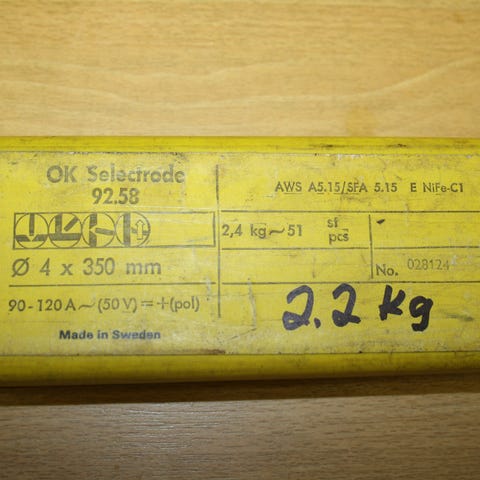 OK Selectrode
92.58
Ø 4 x 350 mm
90-120 A~(50 V)=+(pol)
Made in Sweden
AWS A5.15/SFA 5.15 E NiFe-C1
2,4 kg~51 st
pcs
No. 028124
2.2 kg